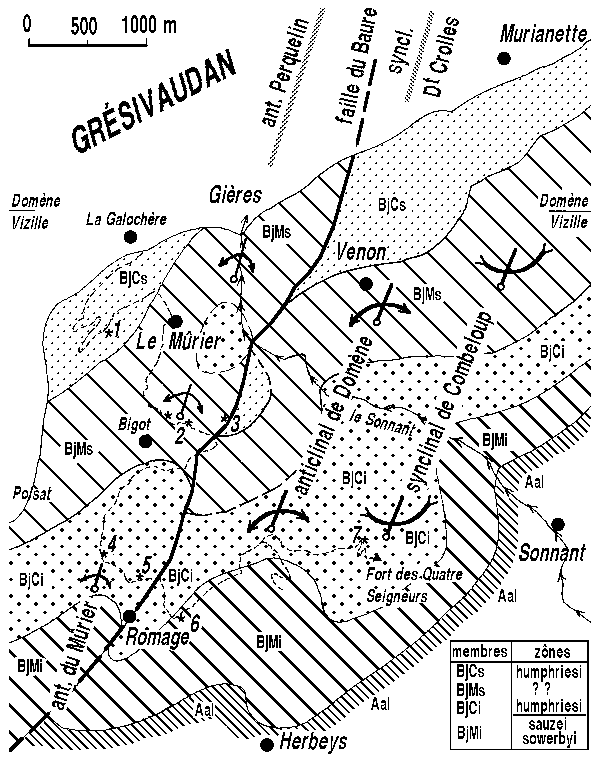 0 500 1000 m
GRÉSIVAUDAN
ant. Perquelin
faille du Baure
syncl.
Dt Crolles
Murianette
Domène
Vizille
La Galochère
Gières
BjMs
BjCs
Domène
Vizille
BjCs
Venon
BjMs
1
Le Mûrier
BjCi
2
3
anticlinal de Domène
le Sonnant
synclinal de Combeloup
Bigot
BjMs
BjMi
Aal
BjCi
4
5
7
BjCi
BjCi
BjCi
Sonnant
Fort des Quatre
Seigneurs
Aal
6
ant. du Mûrier
Romage
BjMi
BjMi
Aal
Aal
Herbeys
membres zônes
BjCs humphriesi
BjMs ? ?
BjCi humphriesi
BjMi sauzei
sowerbyi